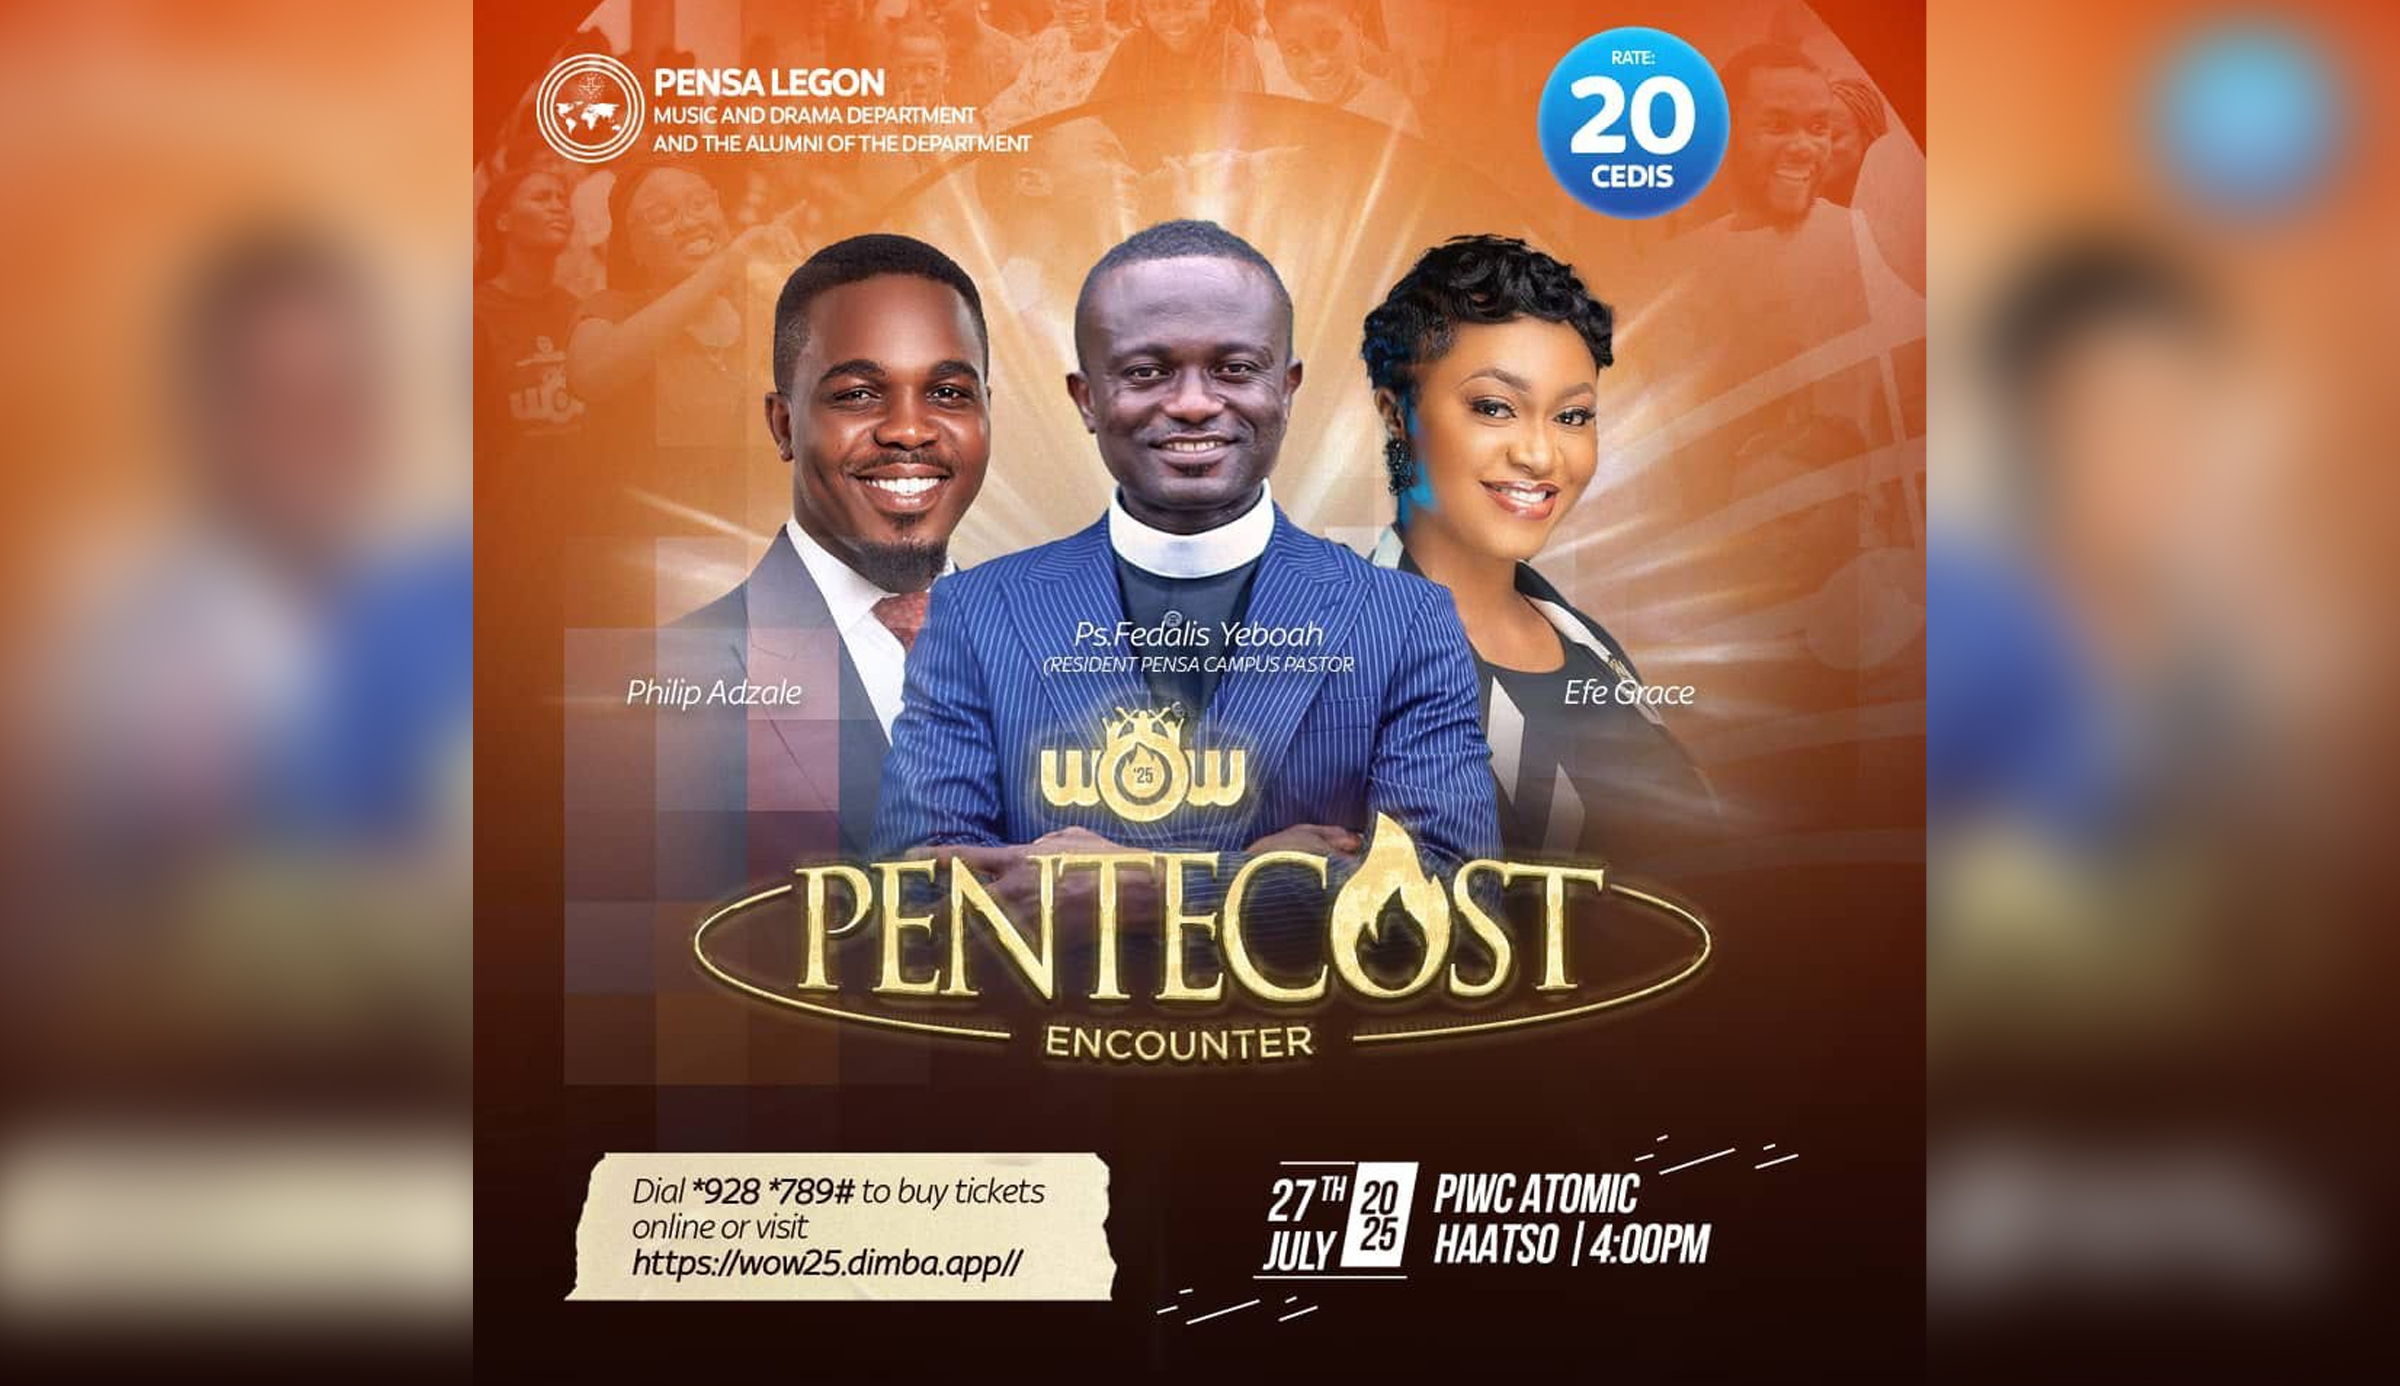 PENSA LEGON
MUSIC AND DRAMA DEPARTMENT
AND THE ALUMNI OF THE DEPARTMENT
RATE:
20
CEDIS
Ps.Fedalis Yeboah
(RESIDENT PENSA CAMPUS PASTOR
Philip Adzale
Efe Grace
WOW
'25
PENTECOST
ENCOUNTER
Dial *928 *789# to buy tickets
online or visit
https://wow25.dimba.app//
27TH
JULY
20
25
PIWC ATOMIC
HAATSO | 4:00PM